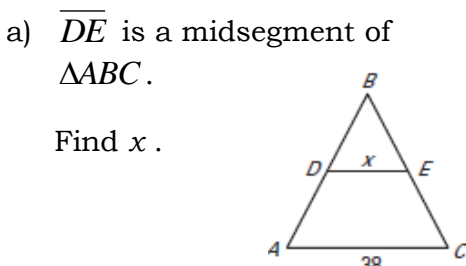 a) DE is a midsegment of
ΔABC.
Find x.
B
D x E
A C